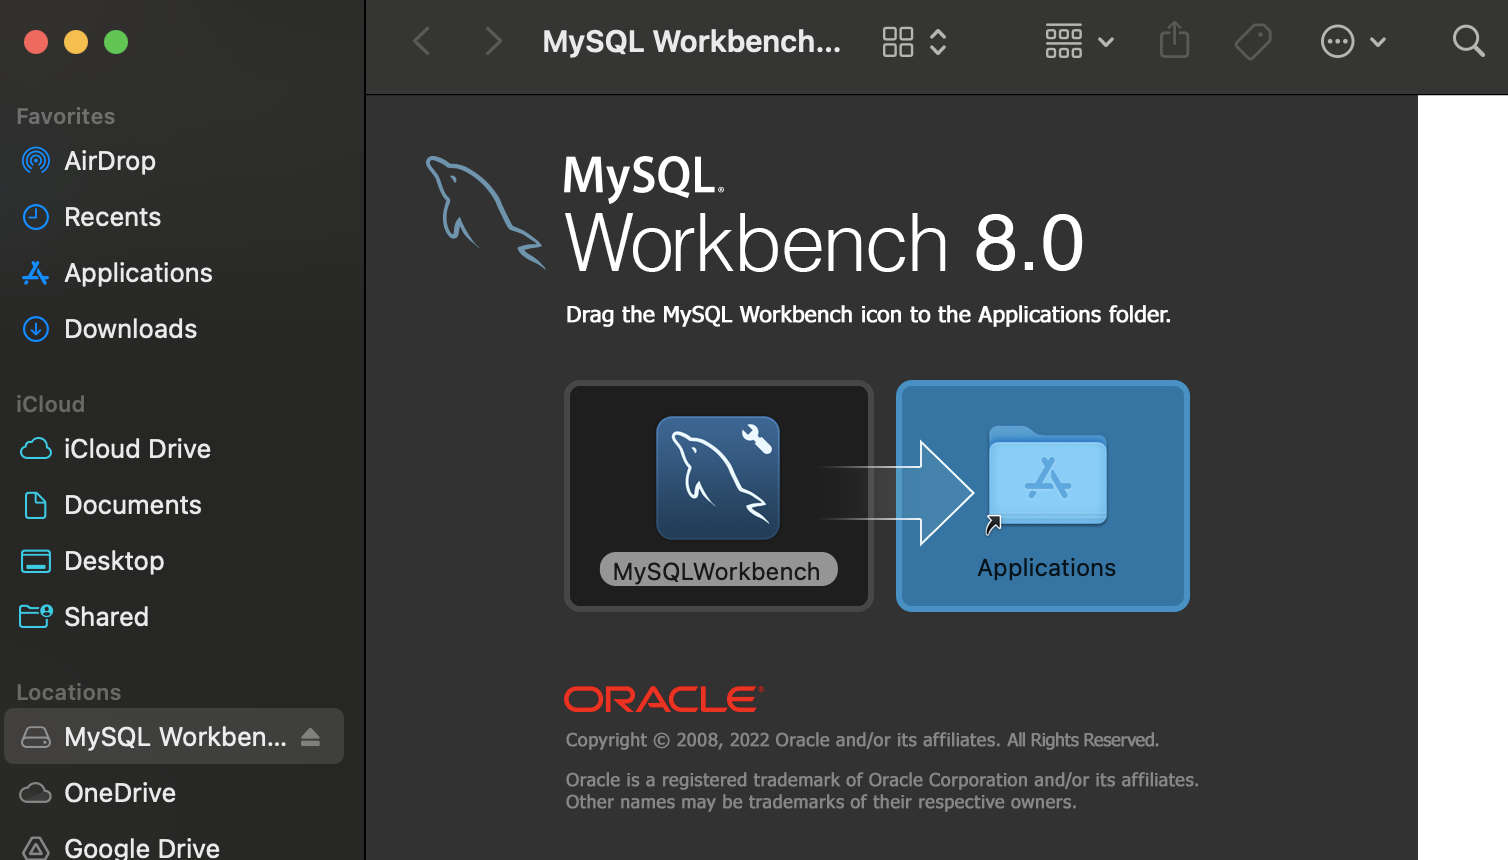 MySQL Workbench...
Favorites
AirDrop
Recents
Applications
Downloads
iCloud
iCloud Drive
Documents
Desktop
Shared
Locations
MySQL Workben...
OneDrive
Google Drive
MySQL®
Workbench 8.0
Drag the MySQL Workbench icon to the Applications folder.
MySQLWorkbench
Applications
ORACLE®
Copyright © 2008, 2022 Oracle and/or its affiliates. All Rights Reserved.
Oracle is a registered trademark of Oracle Corporation and/or its affiliates.
Other names may be trademarks of their respective owners.